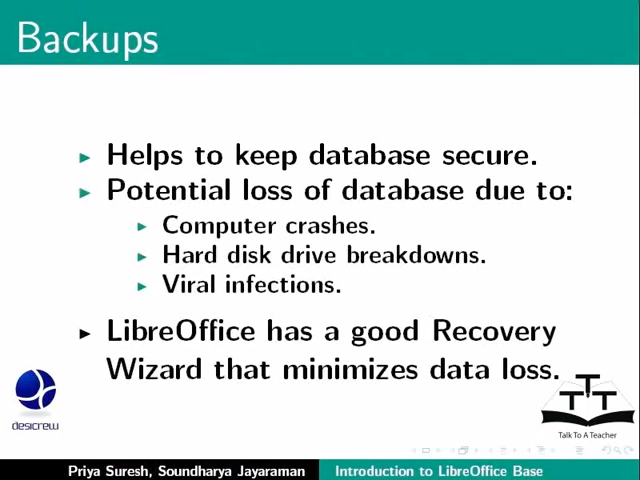 Backups
Helps to keep database secure.
Potential loss of database due to:
Computer crashes.
Hard disk drive breakdowns.
Viral infections.
LibreOffice has a good Recovery
Wizard that minimizes data loss.
desicrew
TTT
Talk To A Teacher
Priya Suresh, Soundharya Jayaraman
Introduction to LibreOffice Base